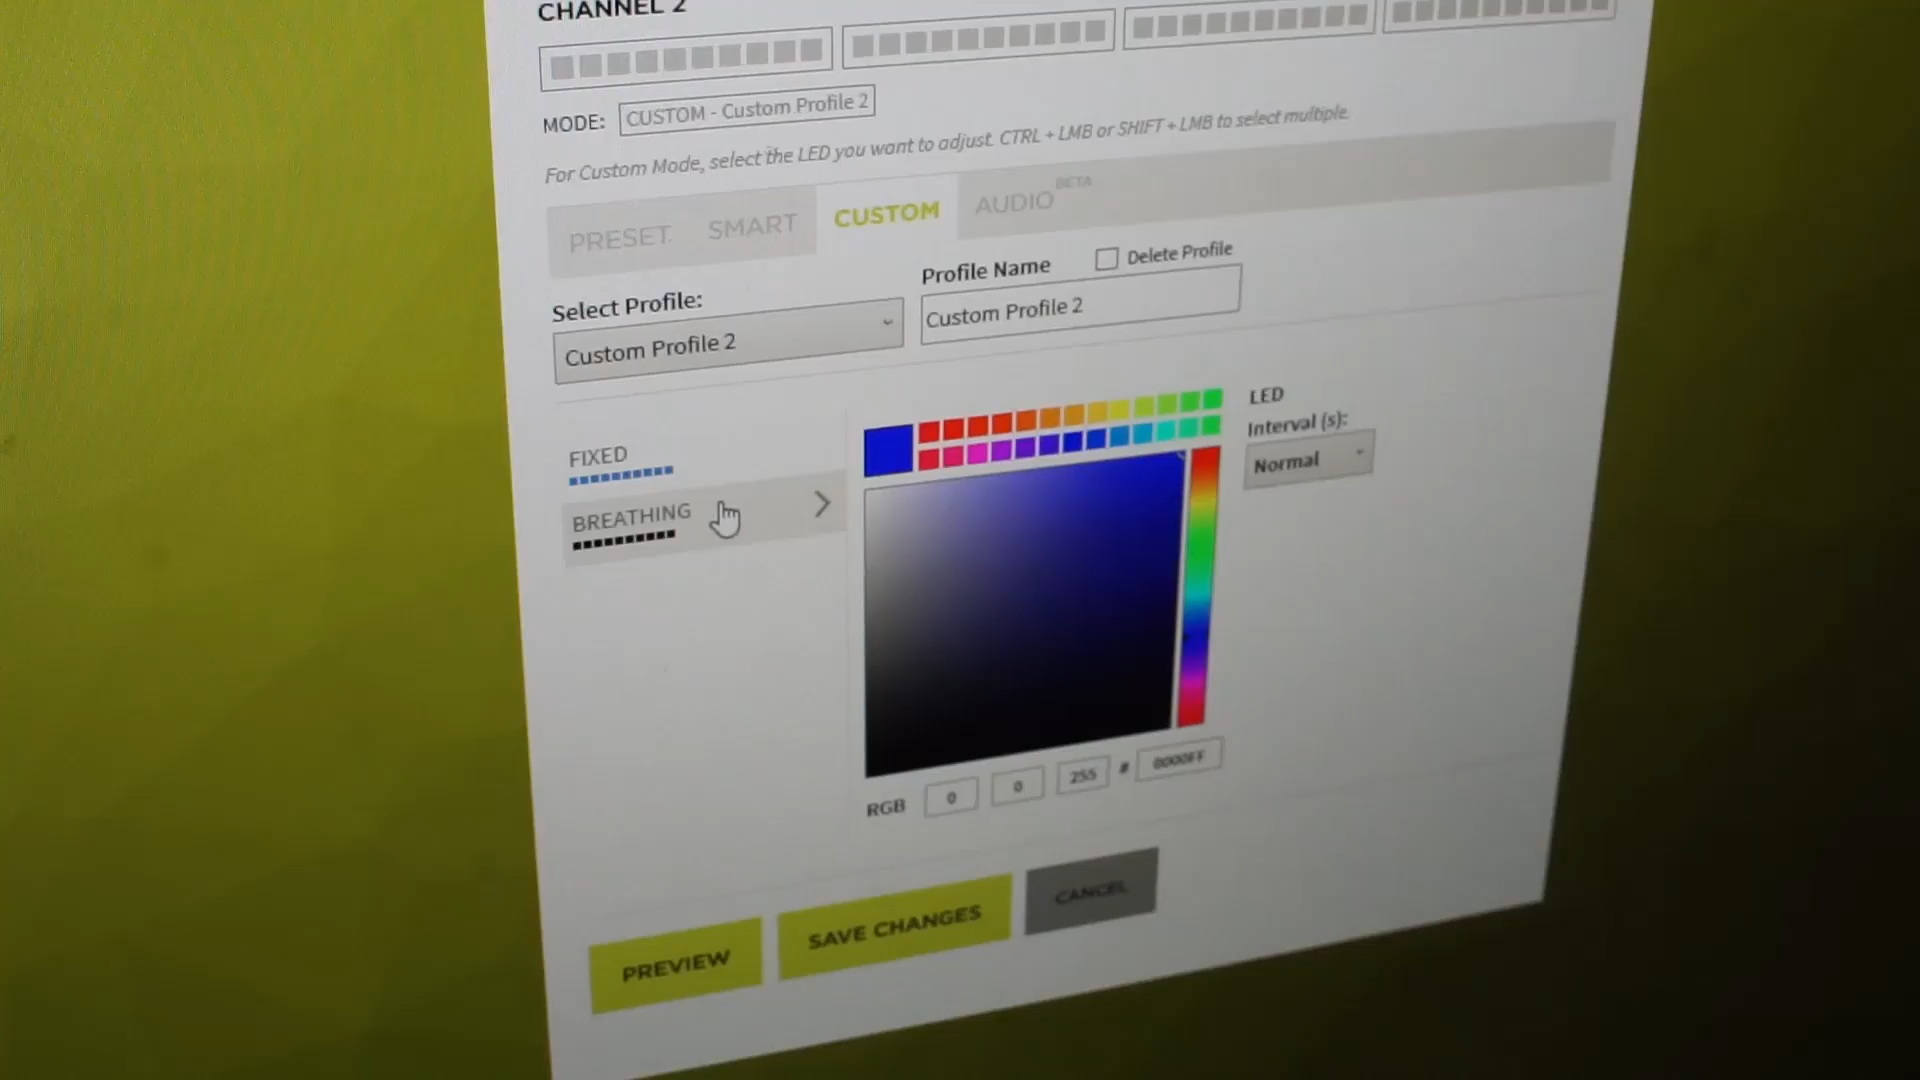 CHANNEL 2
MODE: CUSTOM - Custom Profile 2
For Custom Mode, select the LED you want to adjust. CTRL + LMB or SHIFT + LMB to select multiple.
PRESET SMART CUSTOM AUDIO BETA
Select Profile: Profile Name Delete Profile
Custom Profile 2 Custom Profile 2
LED
Interval (s):
Normal
FIXED
BREATHING
RGB 0 0 255 # 0000FF
PREVIEW SAVE CHANGES CANCEL